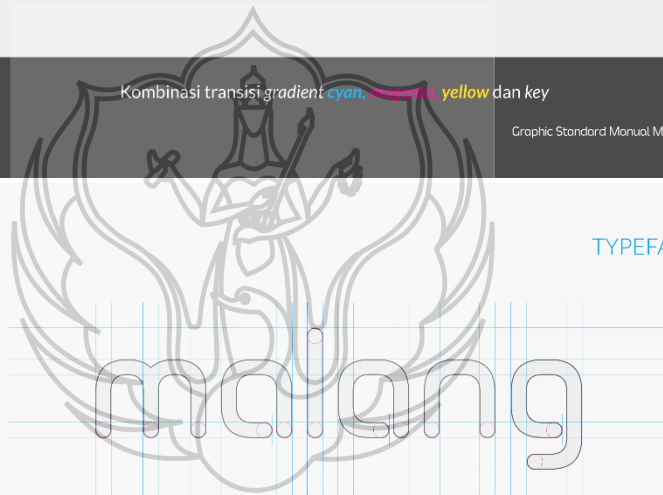 Kombinasi transisi gradient cyan, magenta, yellow dan key
Graphic Standard Manual M
TYPEFA
malang